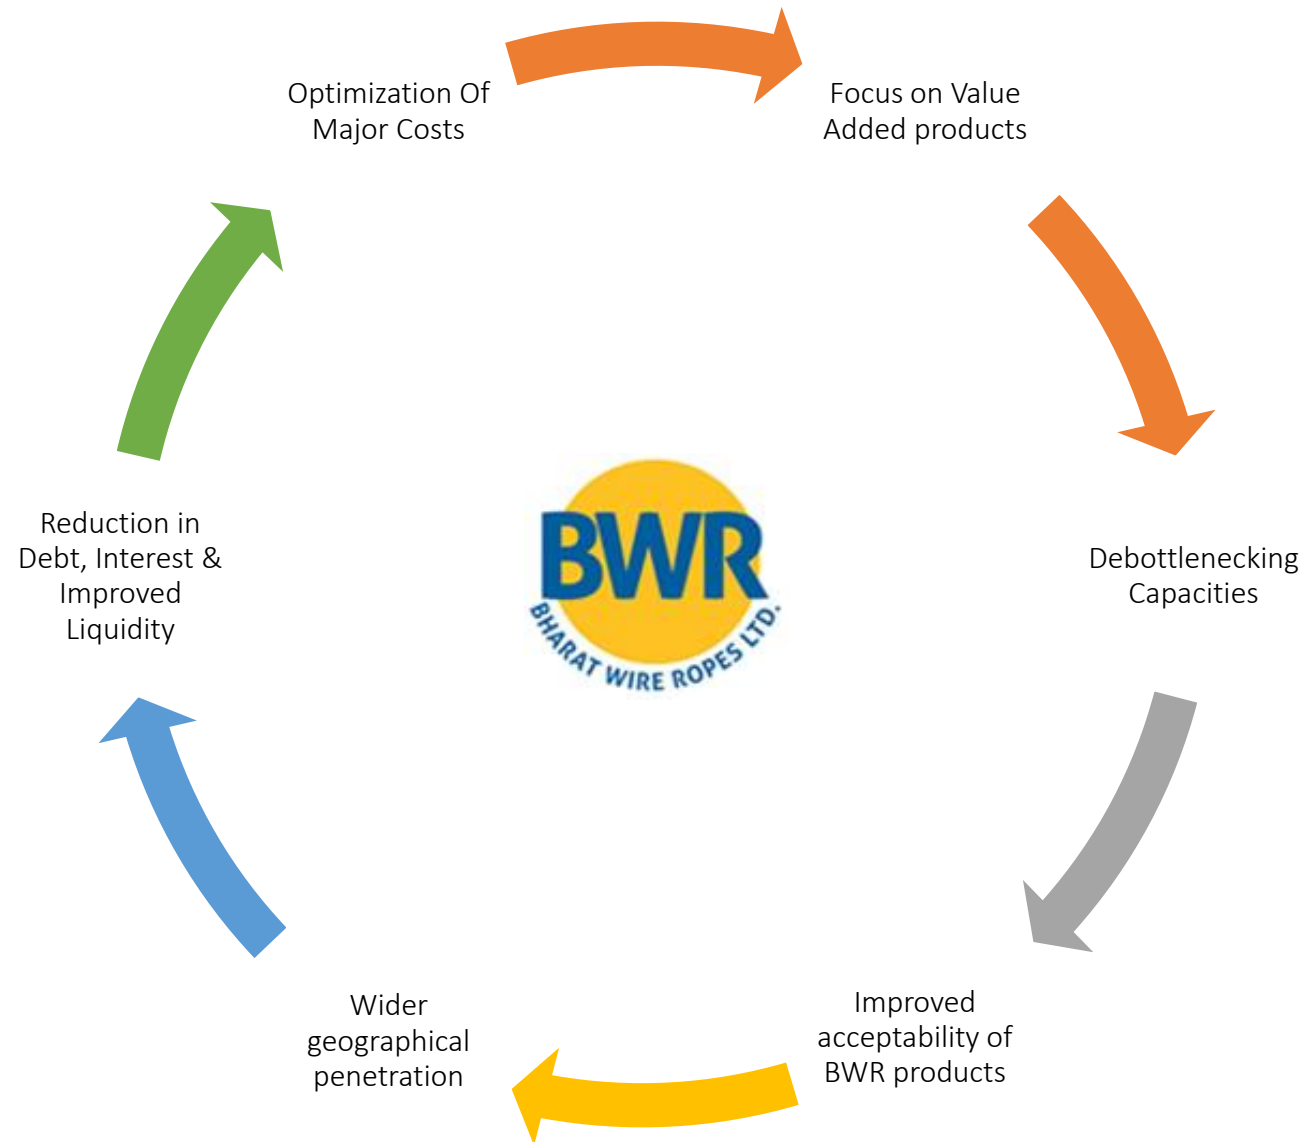 Optimization Of
Major Costs
Focus on Value
Added products
Debottlenecking
Capacities
Improved
acceptability of
BWR products
Wider
geographical
penetration
Reduction in
Debt, Interest &
Improved
Liquidity
BWR
BHARAT WIRE ROPES LTD.